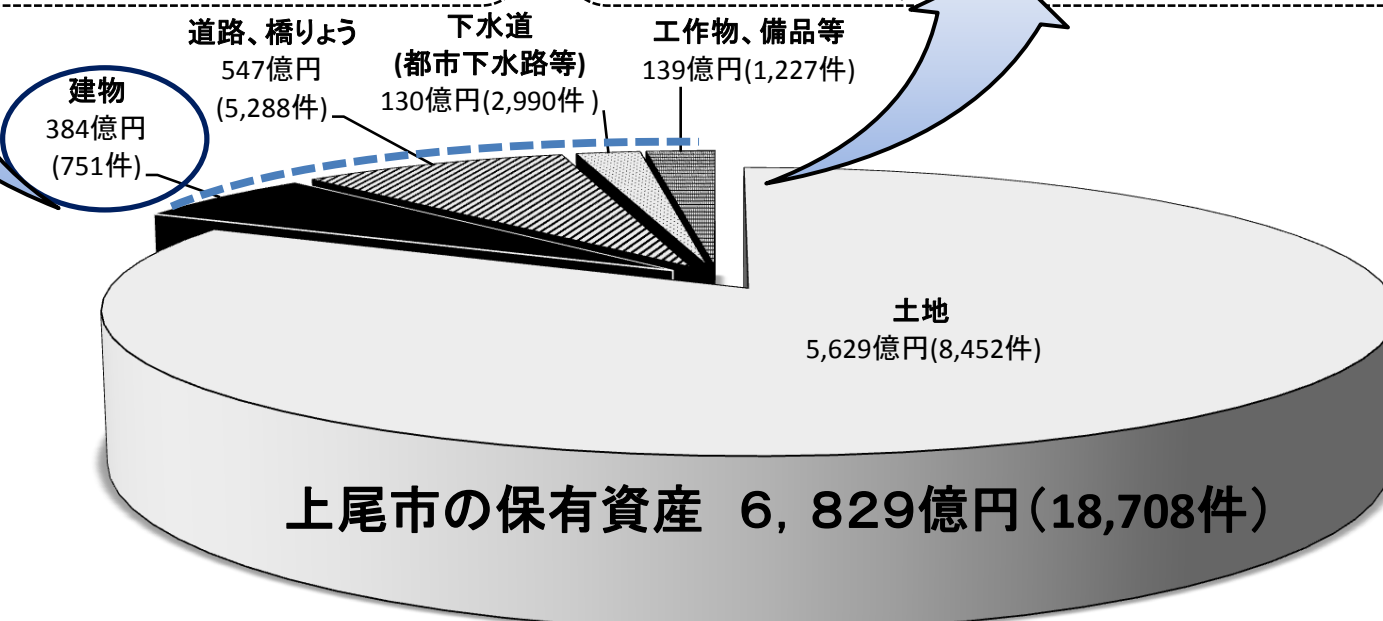 道路、橋りょう
547億円
(5,288件)
下水道
(都市下水路等)
130億円(2,990件 )
工作物、備品等
139億円(1,227件)
建物
384億円
(751件)
土地
5,629億円(8,452件)
上尾市の保有資産 6, 829億円(18,708件)